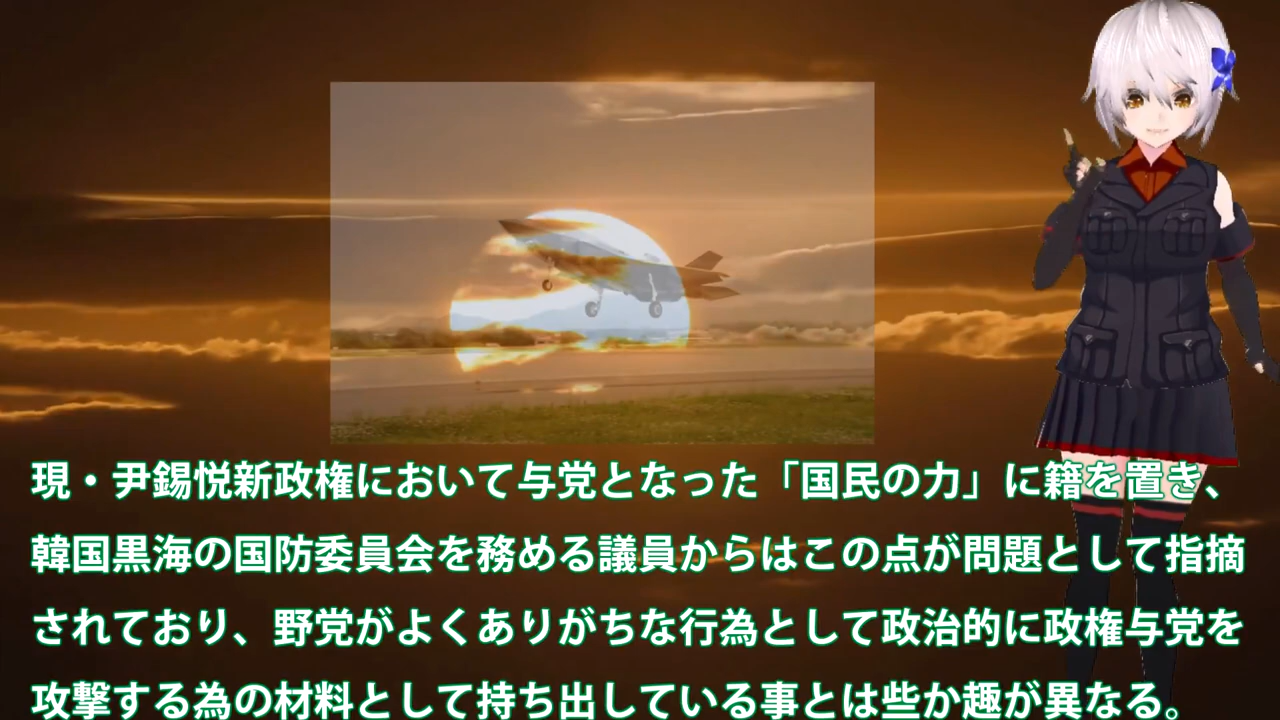 現・尹錫悦新政権において与党となった「国民の力」に籍を置き、
韓国黒海の国防委員会を務める議員からはこの点が問題として指摘
されており、野党がよくありがちな行為として政治的に政権与党を
攻撃する為の材料として持ち出している事とは些か趣が異なる。